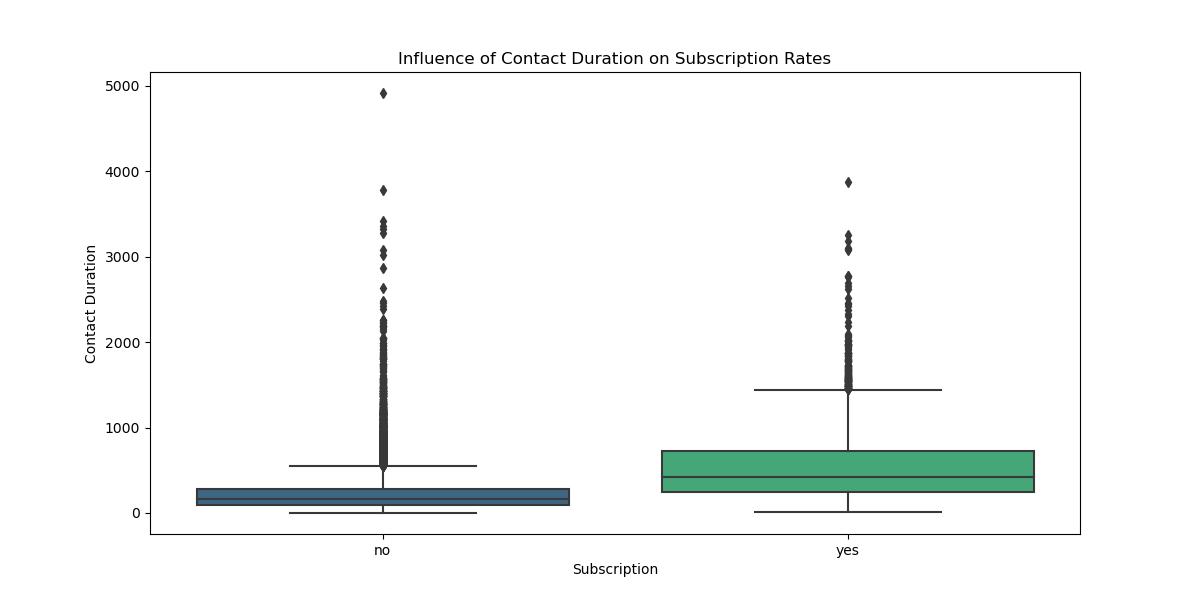 Influence of Contact Duration on Subscription Rates
5000
4000
3000
2000
1000
0
Contact Duration
no
yes
Subscription